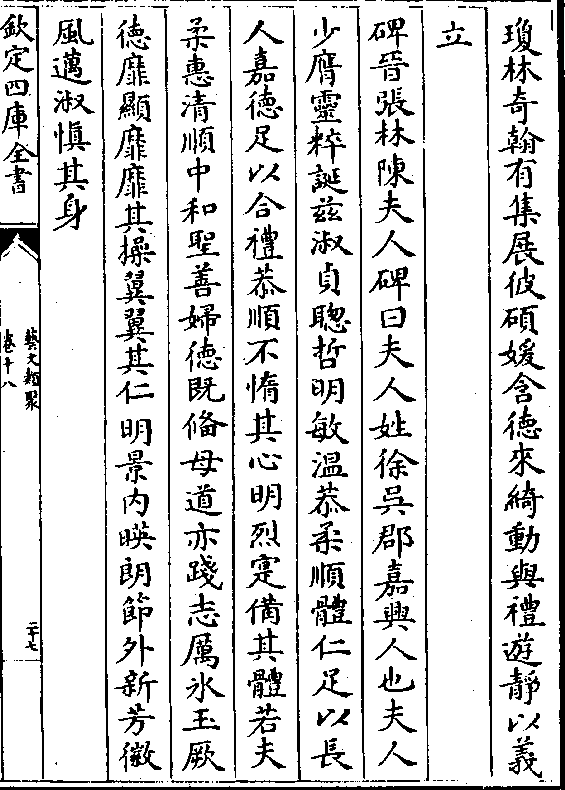 瓊林奇翰有集展彼碩媛含徳來綺動與禮遊靜以義
立
碑晉張林陳夫人碑曰夫人姓徐吳郡嘉興人也夫人
少膺靈粹誕兹淑貞聰哲明敏溫恭柔順體仁足以長
人嘉徳足以合禮恭順不惰其心明烈寔備其體若夫
柔惠清順中和聖善婦徳既偹母道亦踐志厲氷玉厥
徳靡顯靡靡其操翼翼其仁明景内暎朗節外新芳徽
風邁淑慎其身
欽定四庫全書
藝文類聚
卷十八
二十七